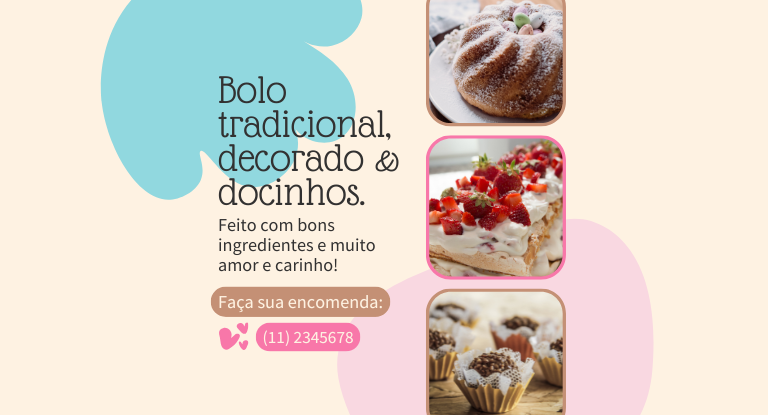 Bolo
tradicional,
decorado &
docinhos.
Feito com bons
ingredientes e muito
amor e carinho!
Faça sua encomenda:
(11) 2345678